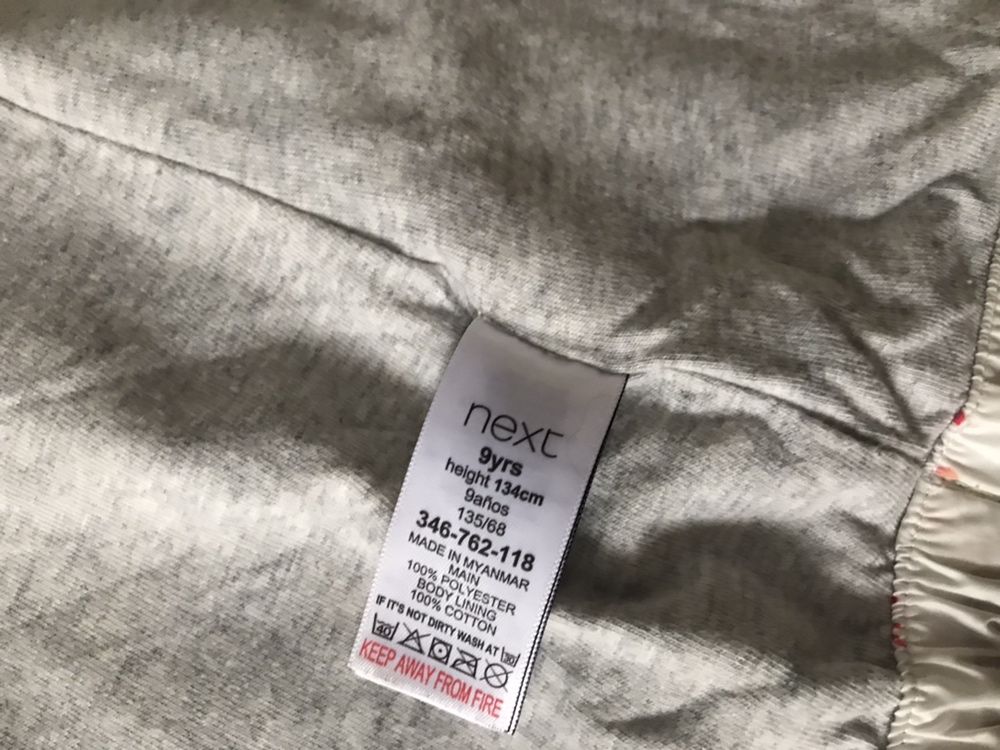 next
9yrs
height 134cm
9años
135/68
346-762-118
MADE IN MYANMAR
MAIN
100% POLYESTER
BODY LINING
100% COTTON
IF IT'S NOT DIRTY WASH AT 30
40
KEEP AWAY FROM FIRE